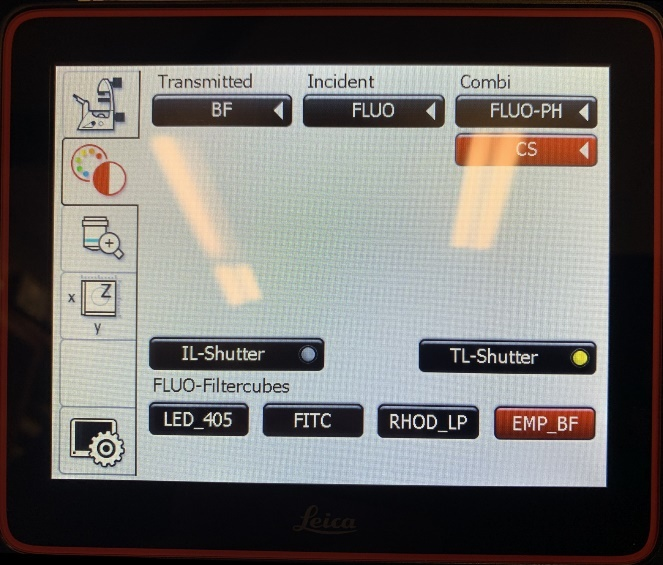 Transmitted Incident Combi
BF FLUO FLUO-PH
CS
x Z
y
IL-Shutter TL-Shutter
FLUO-Filtercubes
LED_405 FITC RHOD_LP EMP_BF
Leica